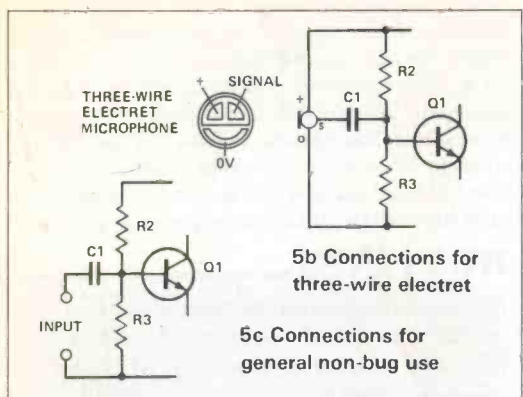 THREE-WIRE
ELECTRET
MICROPHONE
+
SIGNAL
0V
+
s
o
C1
R2
Q1
R3
5b Connections for
three-wire electret
R2
C1
Q1
R3
INPUT
5c Connections for
general non-bug use